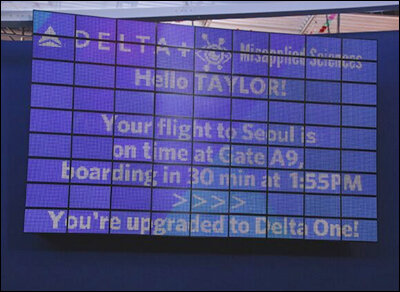 DELTA + Misapplied Sciences
Hello TAYLOR!
Your flight to Seoul is
on time at Gate A9,
boarding in 30 min at 1:55PM
>>>>
You're upgraded to Delta One!